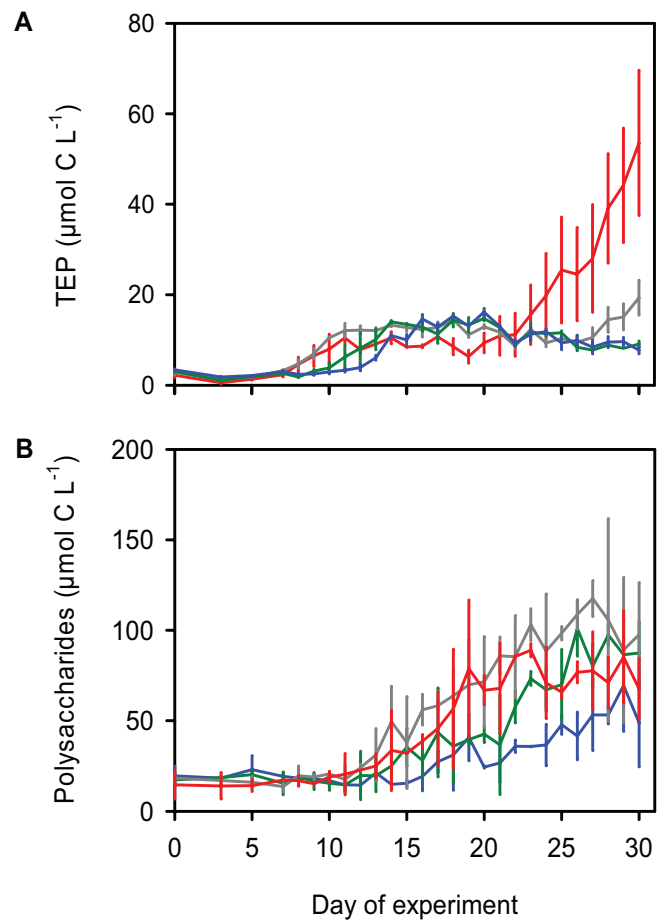 A
80
60
40
20
0
TEP (µmol C L⁻¹)
B
200
150
100
50
0
Polysaccharides (µmol C L⁻¹)
0 5 10 15 20 25 30
Day of experiment